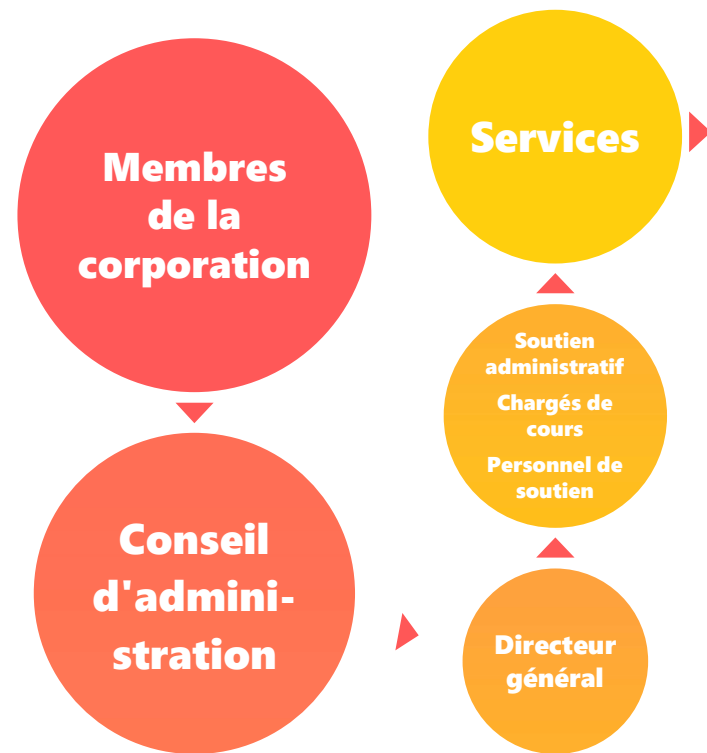 Membres
de la
corporation
Conseil
d'admini-
stration
Directeur
général
Soutien
administratif
Chargés de
cours
Personnel de
soutien
Services